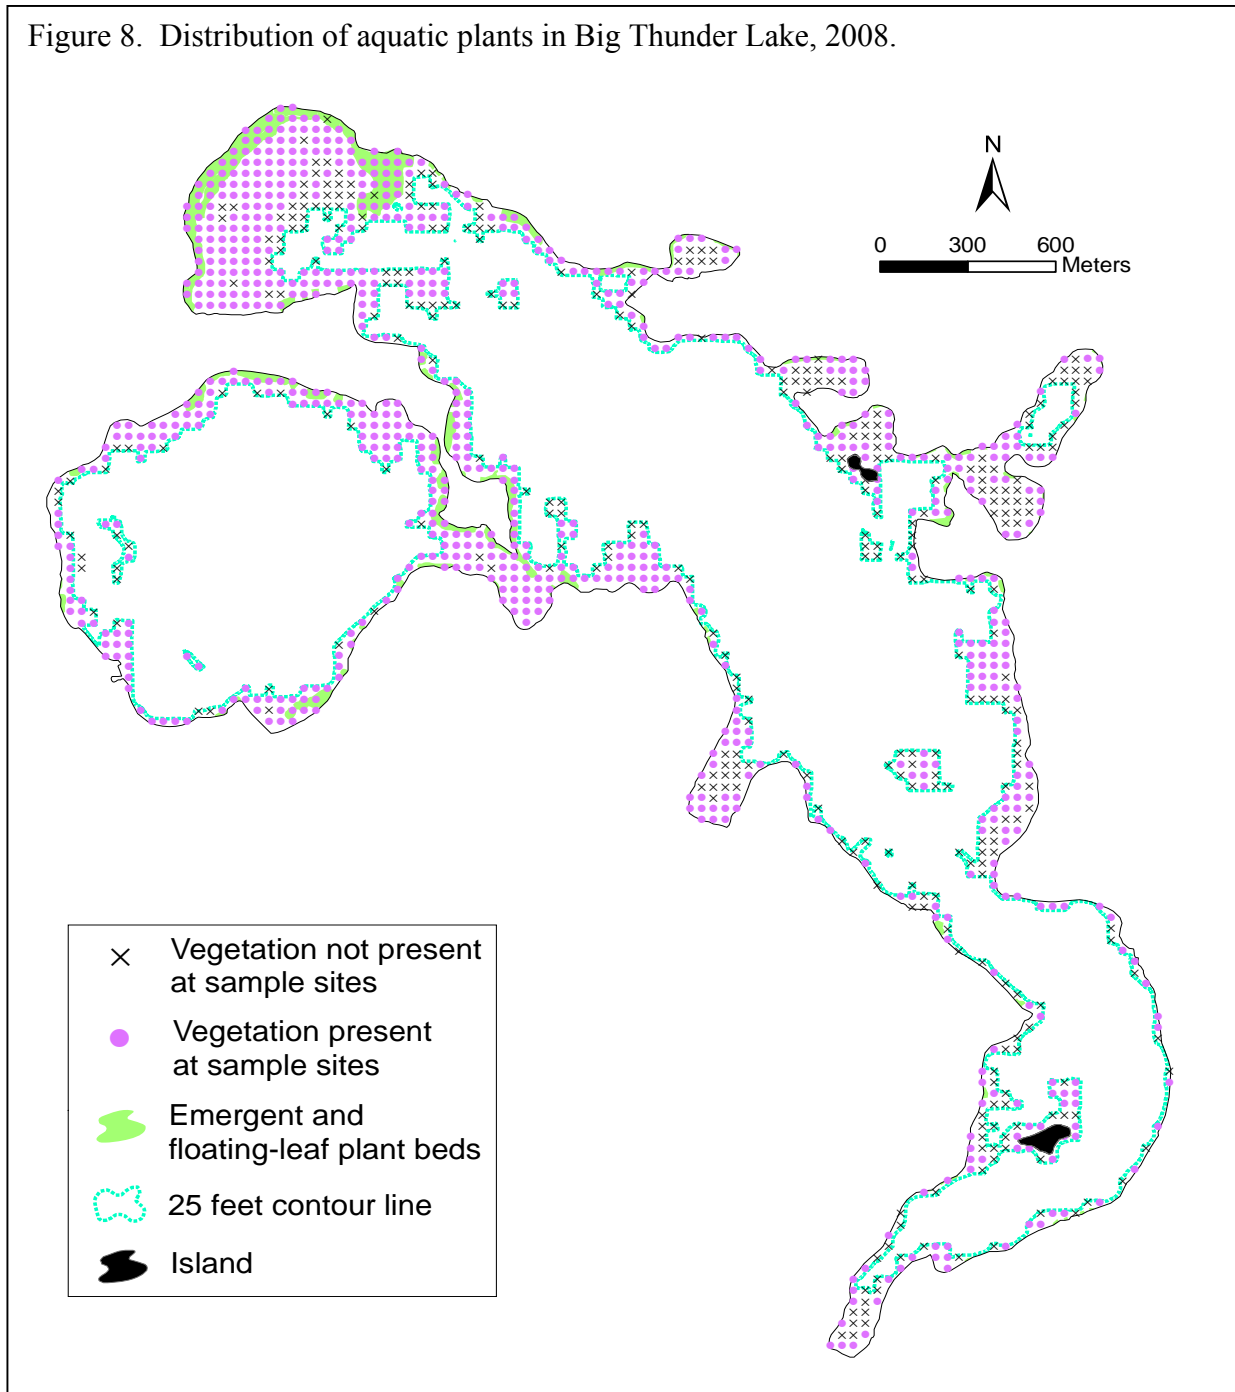 Figure 8. Distribution of aquatic plants in Big Thunder Lake, 2008.
N
0 300 600
Meters
Vegetation not present
at sample sites
Vegetation present
at sample sites
Emergent and
floating-leaf plant beds
25 feet contour line
Island